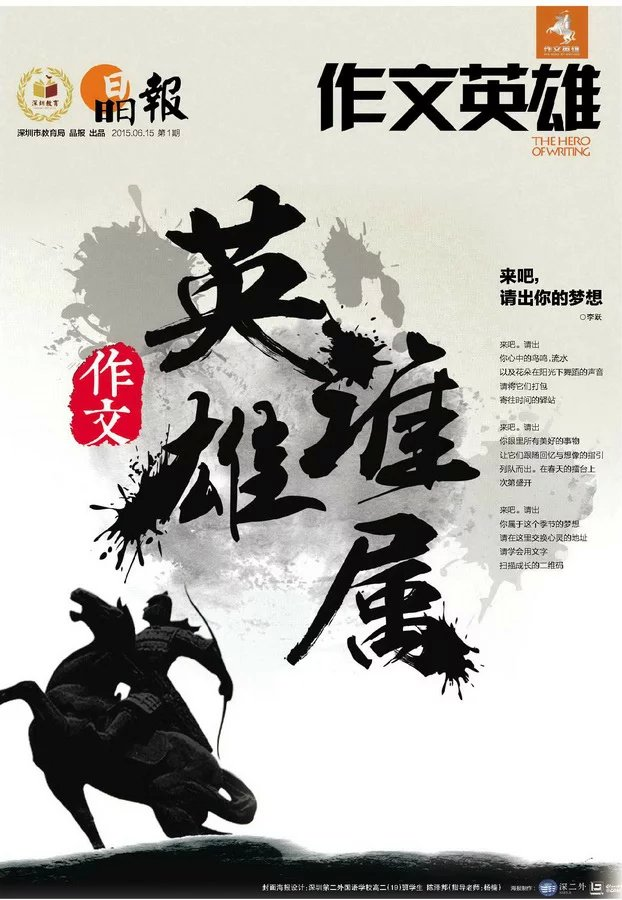 作文英雄
深圳教育
晶報
作文英雄
THE HERO
OF WRITING
深圳市教育局 晶报 出品 2015.06.15 第1期
英雄
谁属
作文
来吧，
请出你的梦想
○李跃
来吧。请出
你心中的鸟鸣,流水
以及花朵在阳光下舞蹈的声音
请将它们打包
寄往时间的驿站
来吧。请出
你眼里所有美好的事物
让它们跟随回忆与想像的指引
列队而出。在春天的擂台上
次第盛开
来吧。请出
你属于这个季节的梦想
请在这里交换心灵的地址
请学会用文字
扫描成长的二维码
封面海报设计:深圳第二外国语学校高二(19)班学生 陈泽邦(指导老师:杨楠)
海报制作: 深二外